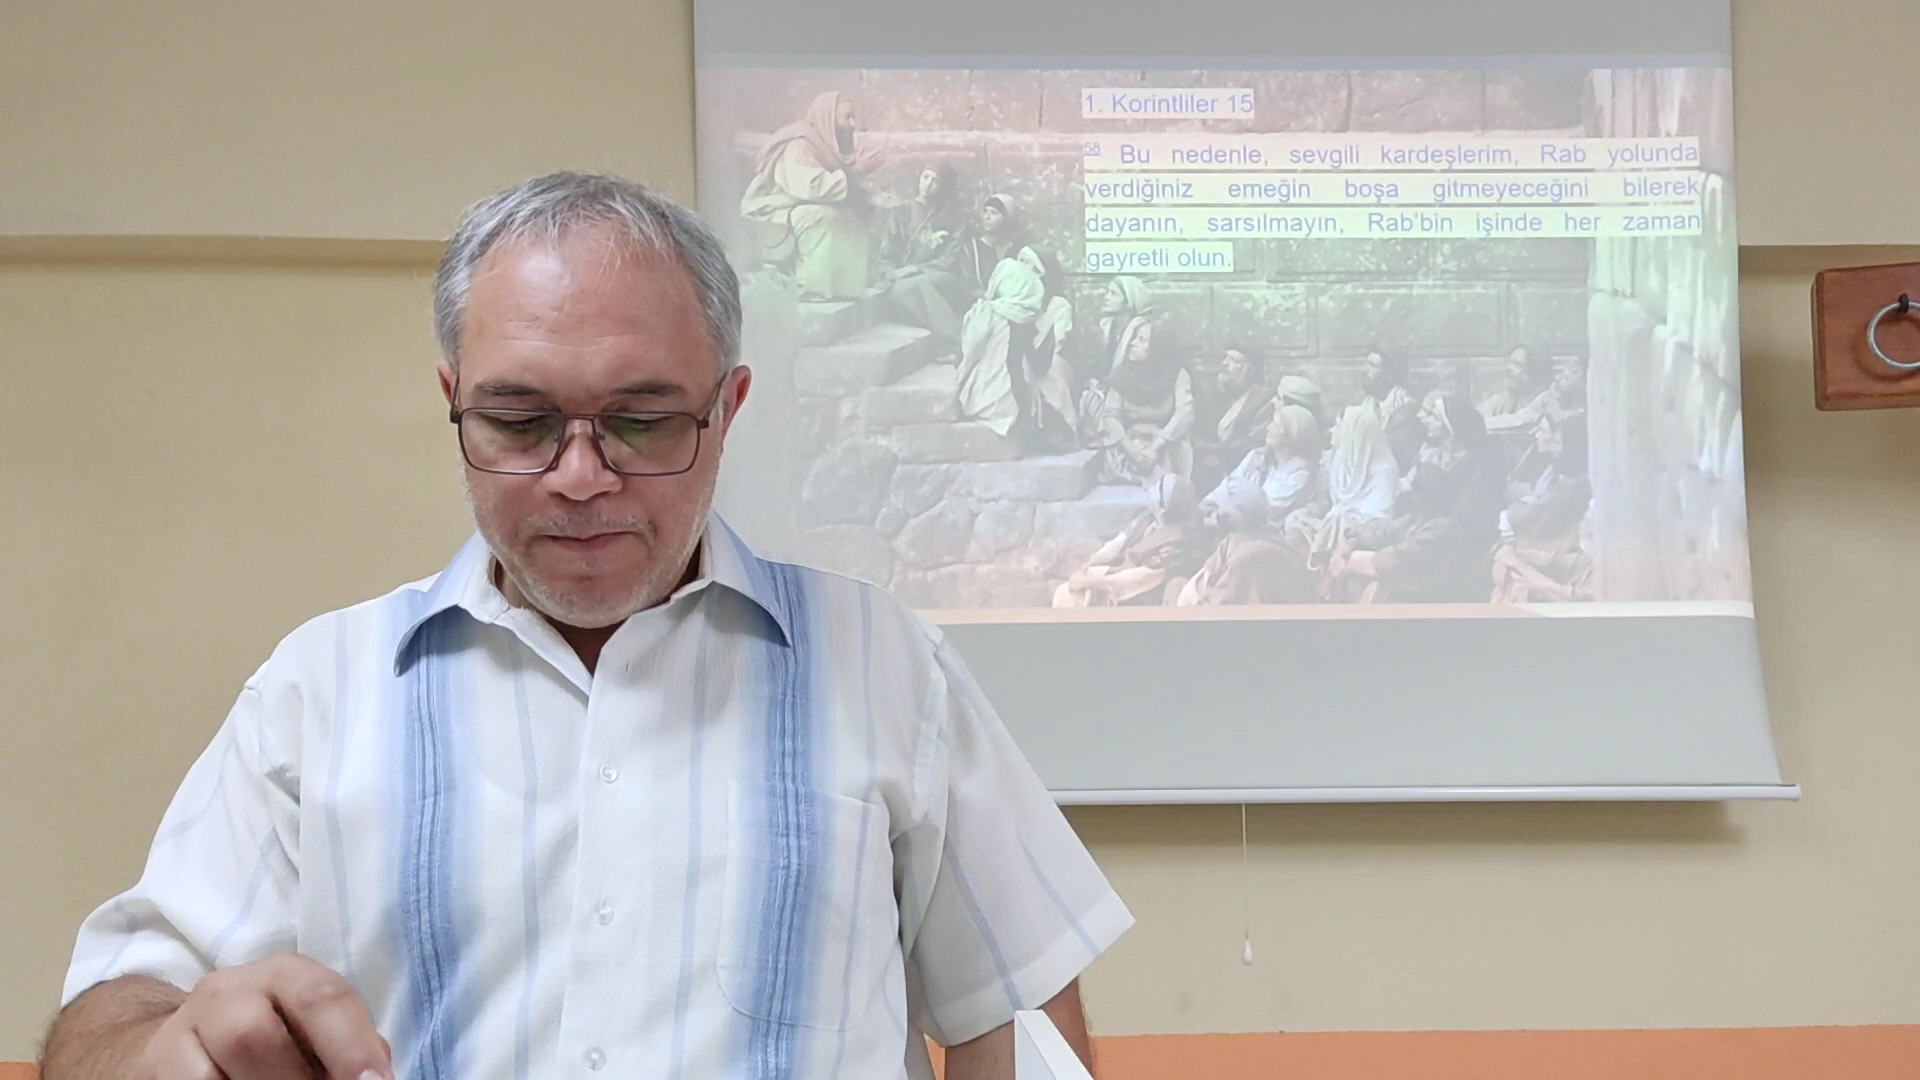 1. Korintliler 15
58 Bu nedenle, sevgili kardeşlerim, Rab yolunda
verdiğiniz emeğin boşa gitmeyeceğini bilerek
dayanın, sarsılmayın, Rab'bin işinde her zaman
gayretli olun.